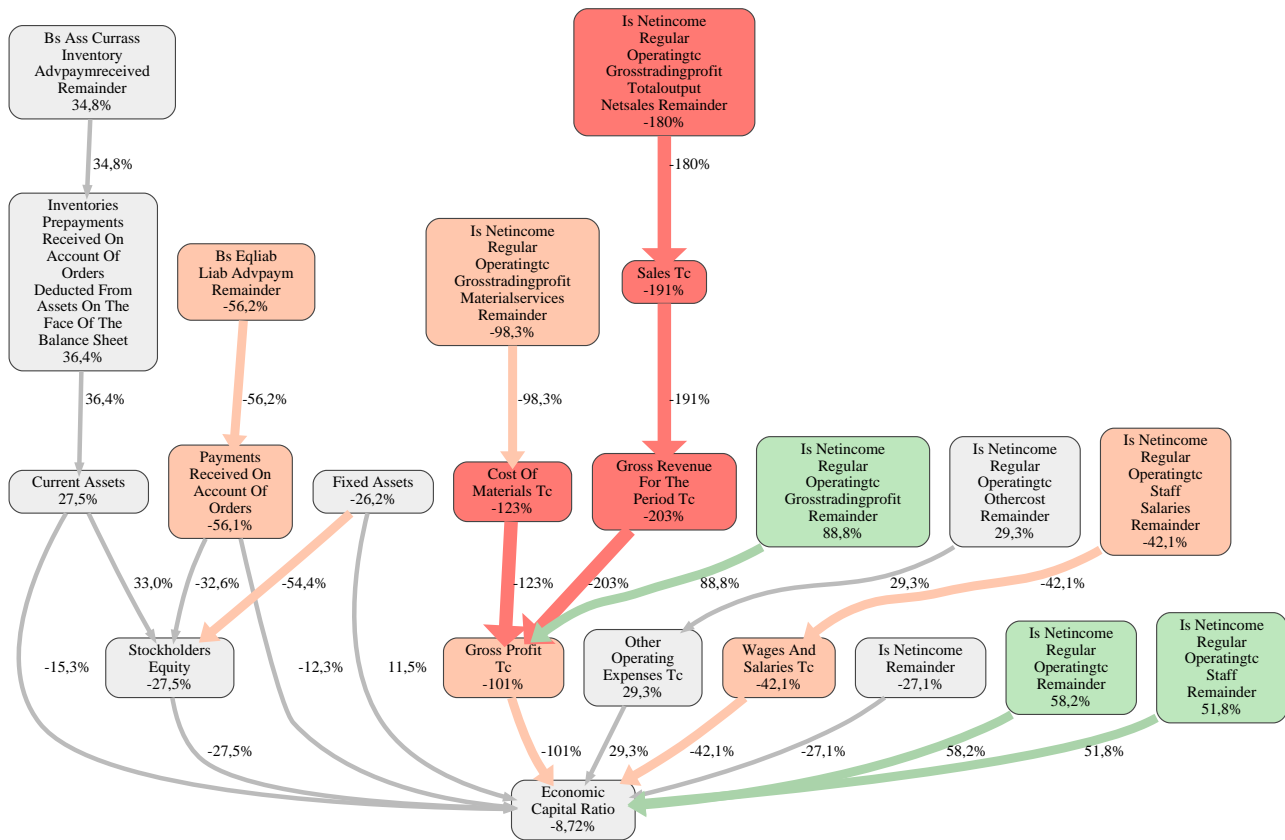 Bs Ass Currass
Inventory
Advpaymreceived
Remainder
34,8%
Is Netincome
Regular
Operatingtc
Grosstradingprofit
Totaloutput
Netsales Remainder
-180%
34,8%
-180%
Inventories
Prepayments
Received On
Account Of
Orders
Deducted From
Assets On The
Face Of The
Balance Sheet
36,4%
Bs Eqliab
Liab Advpaym
Remainder
-56,2%
Is Netincome
Regular
Operatingtc
Grosstradingprofit
Materialservices
Remainder
-98,3%
Sales Tc
-191%
36,4%
-56,2%
-98,3%
-191%
Current Assets
27,5%
Payments
Received On
Account Of
Orders
-56,1%
Fixed Assets
-26,2%
Cost Of
Materials Tc
-123%
Gross Revenue
For The
Period Tc
-203%
Is Netincome
Regular
Operatingtc
Grosstradingprofit
Remainder
88,8%
Is Netincome
Regular
Operatingtc
Othercost
Remainder
29,3%
Is Netincome
Regular
Operatingtc
Staff
Salaries
Remainder
-42,1%
33,0%
-32,6%
-54,4%
-123%
-203%
88,8%
29,3%
-42,1%
-15,3%
Stockholders
Equity
-27,5%
-12,3%
11,5%
Gross Profit
Tc
-101%
Other
Operating
Expenses Tc
29,3%
Wages And
Salaries Tc
-42,1%
Is Netincome
Remainder
-27,1%
Is Netincome
Regular
Operatingtc
Remainder
58,2%
Is Netincome
Regular
Operatingtc
Staff
Remainder
51,8%
-27,5%
-101%
29,3%
-42,1%
-27,1%
58,2%
51,8%
Economic
Capital Ratio
-8,72%